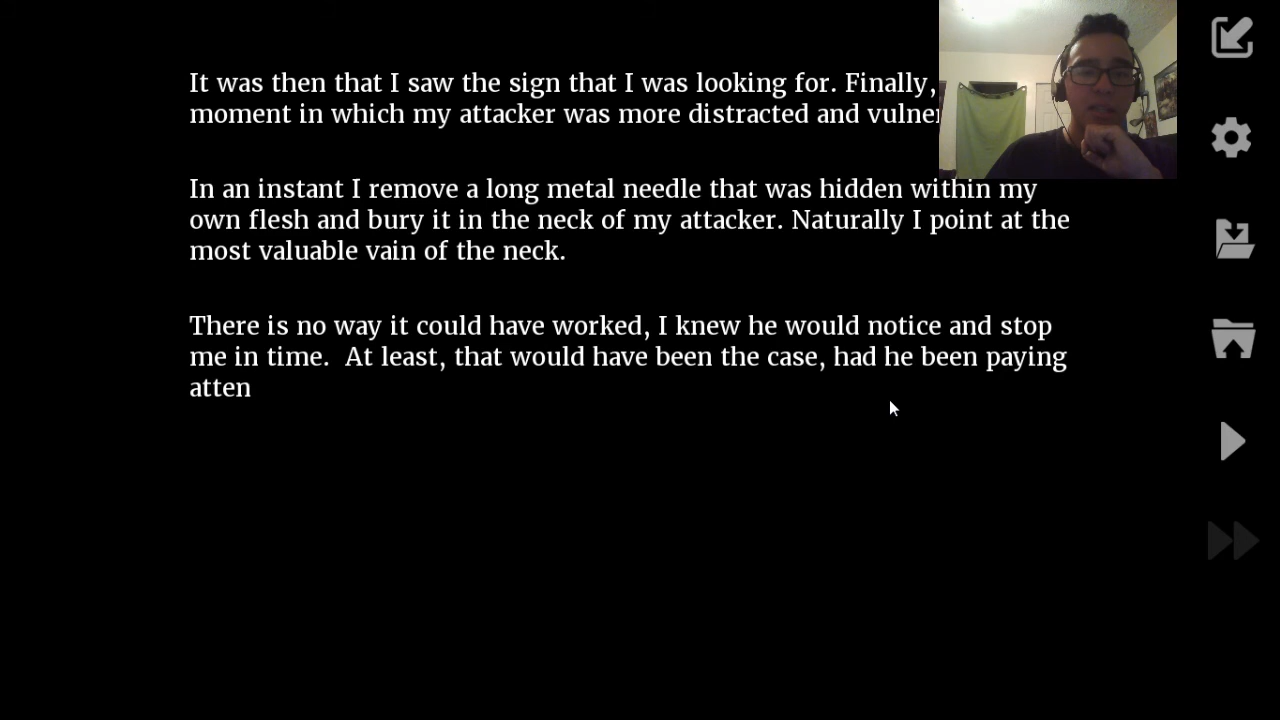 It was then that I saw the sign that I was looking for. Finally,
moment in which my attacker was more distracted and
In an instant I remove a long metal needle that was hidden within my
own flesh and bury it in the neck of my attacker. Naturally I point at the
most valuable vain of the neck.
There is no way it could have worked, I knew he would notice and stop
me in time.  At least, that would have been the case, had he been paying
atten